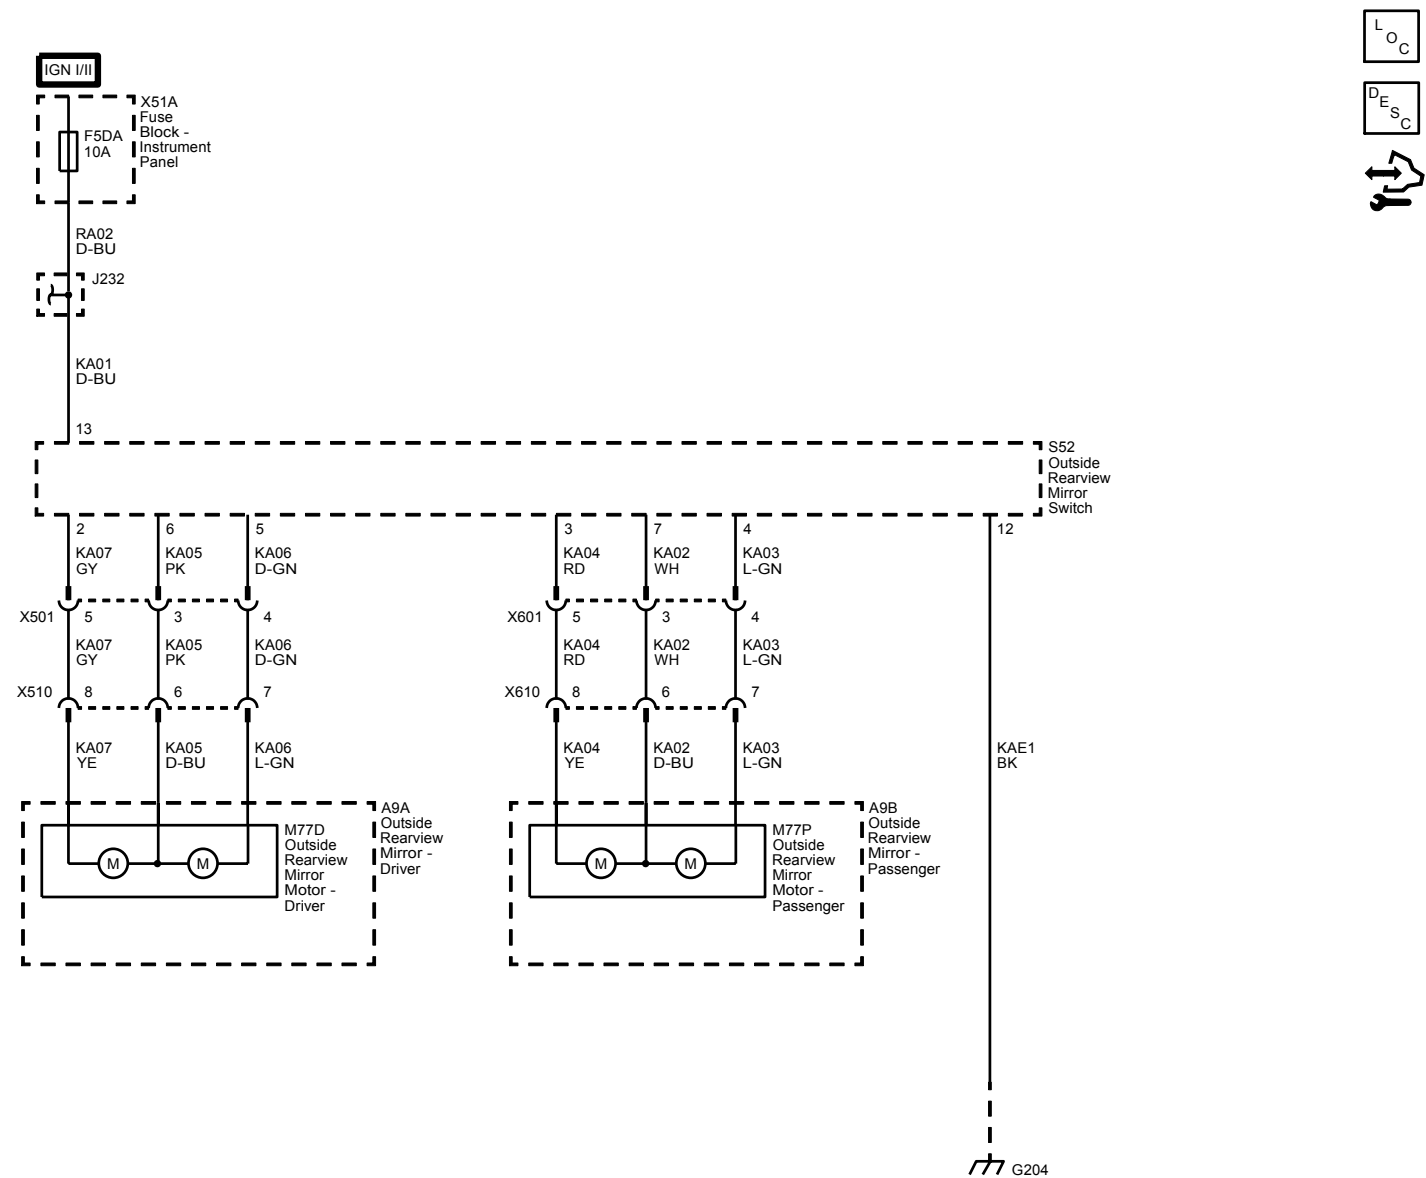 L
O
C
D
E
S
C
IGN I/II
X51A
Fuse
Block -
Instrument
Panel
F5DA
10A
RA02
D-BU
J232
KA01
D-BU
13
S52
Outside
Rearview
Mirror
Switch
2 6 5 3 7 4 12
KA07 KA05 KA06 KA04 KA02 KA03
GY PK D-GN RD WH L-GN
X501 5 3 4 X601 5 3 4
KA07 KA05 KA06 KA04 KA02 KA03
GY PK D-GN RD WH L-GN
X510 8 6 7 X610 8 6 7
KA07 KA05 KA06 KA04 KA02 KA03 KAE1
YE D-BU L-GN YE D-BU L-GN BK
A9A
Outside
Rearview
Mirror -
Driver
M77D
Outside
Rearview
Mirror
Motor -
Driver
M M
A9B
Outside
Rearview
Mirror -
Passenger
M77P
Outside
Rearview
Mirror
Motor -
Passenger
M M
G204